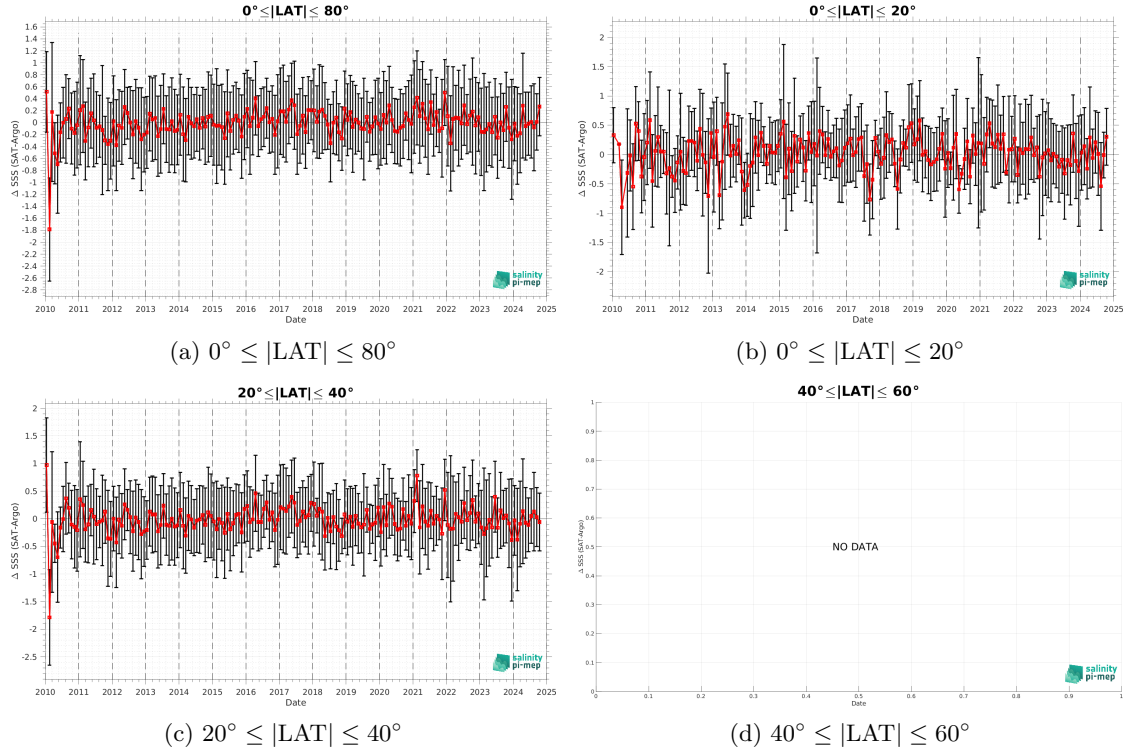 0°≤|LAT|≤ 80°
Δ SSS (SAT-Argo)
1.6
1.4
1.2
1
0.8
0.6
0.4
0.2
0
-0.2
-0.4
-0.6
-0.8
-1
-1.2
-1.4
-1.6
-1.8
-2
-2.2
-2.4
-2.6
-2.8
2010 2011 2012 2013 2014 2015 2016 2017 2018 2019 2020 2021 2022 2023 2024 2025
Date
salinity
pi-mep
(a) 0° ≤ |LAT| ≤ 80°
0°≤|LAT|≤ 20°
Δ SSS (SAT-Argo)
2
1.5
1
0.5
0
-0.5
-1
-1.5
-2
2010 2011 2012 2013 2014 2015 2016 2017 2018 2019 2020 2021 2022 2023 2024 2025
Date
salinity
pi-mep
(b) 0° ≤ |LAT| ≤ 20°
20°≤|LAT|≤ 40°
Δ SSS (SAT-Argo)
2
1.5
1
0.5
0
-0.5
-1
-1.5
-2
-2.5
2010 2011 2012 2013 2014 2015 2016 2017 2018 2019 2020 2021 2022 2023 2024 2025
Date
salinity
pi-mep
(c) 20° ≤ |LAT| ≤ 40°
40°≤|LAT|≤ 60°
Δ SSS (SAT-Argo)
1
0.9
0.8
0.7
0.6
0.5
0.4
0.3
0.2
0.1
0
NO DATA
0 0.1 0.2 0.3 0.4 0.5 0.6 0.7 0.8 0.9 1
Date
salinity
pi-mep
(d) 40° ≤ |LAT| ≤ 60°